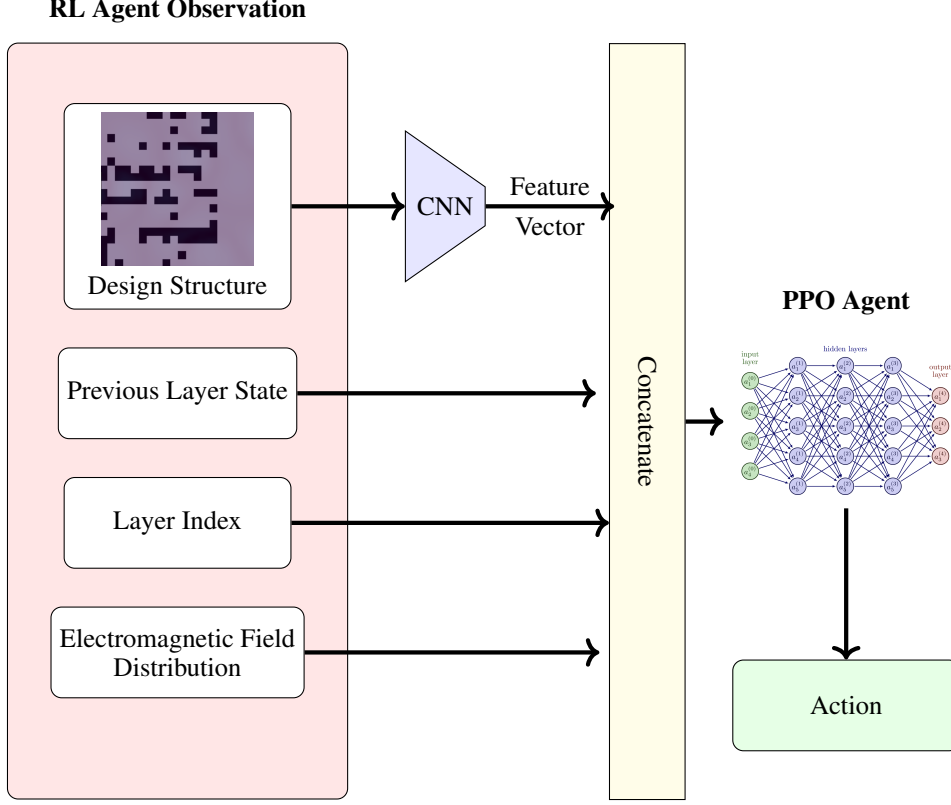 RL Agent Observation
Design Structure
CNN
Feature
Vector
Previous Layer State
Layer Index
Electromagnetic Field
Distribution
Concatenate
PPO Agent
input
layer
hidden layers
output
layer
Action